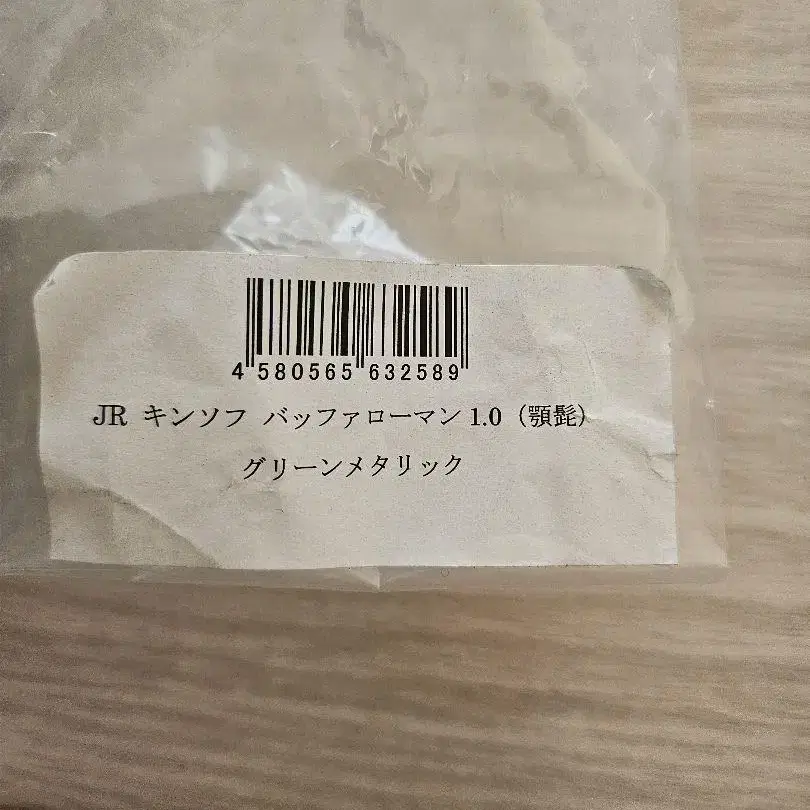 4 580565 632589
JR キンソフ バッファローマン 1.0（顎髭）
グリーンメタリック